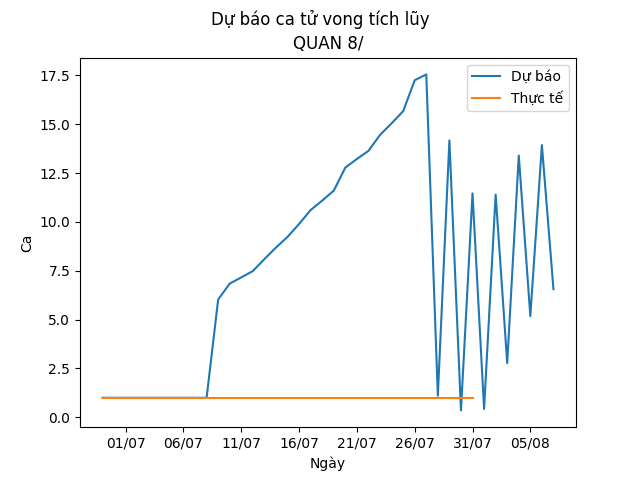 Dự báo ca tử vong tích lũy
QUAN 8/
Dự báo
Thực tế
17.5
15.0
12.5
10.0
7.5
5.0
2.5
0.0
Ca
01/07
06/07
11/07
16/07
21/07
26/07
31/07
05/08
Ngày